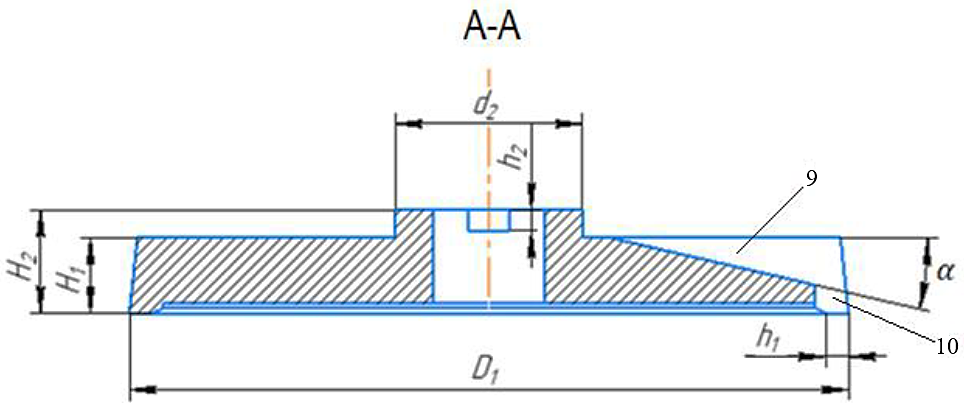 A-A
d₂
h₂
9
H₂
H₁
α
h₁
10
D₁